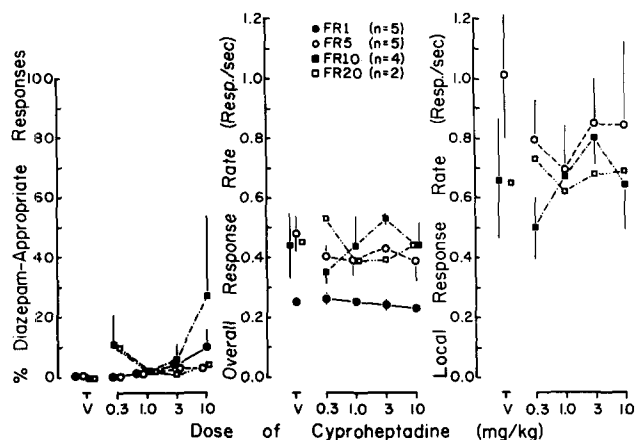 FR1 (n=5)
FR5 (n=5)
FR10 (n=4)
FR20 (n=2)
% Diazepam-Appropriate Responses
100
80
60
40
20
0
V 0.3 1.0 3 10
Overall Response Rate (Resp./sec)
1.2
1.0
0.8
0.6
0.4
0.2
0.0
V 0.3 1.0 3 10
Local Response Rate (Resp./sec)
1.2
1.0
0.8
0.6
0.4
0.2
0.0
V 0.3 1.0 3 10
Dose of Cyproheptadine (mg/kg)